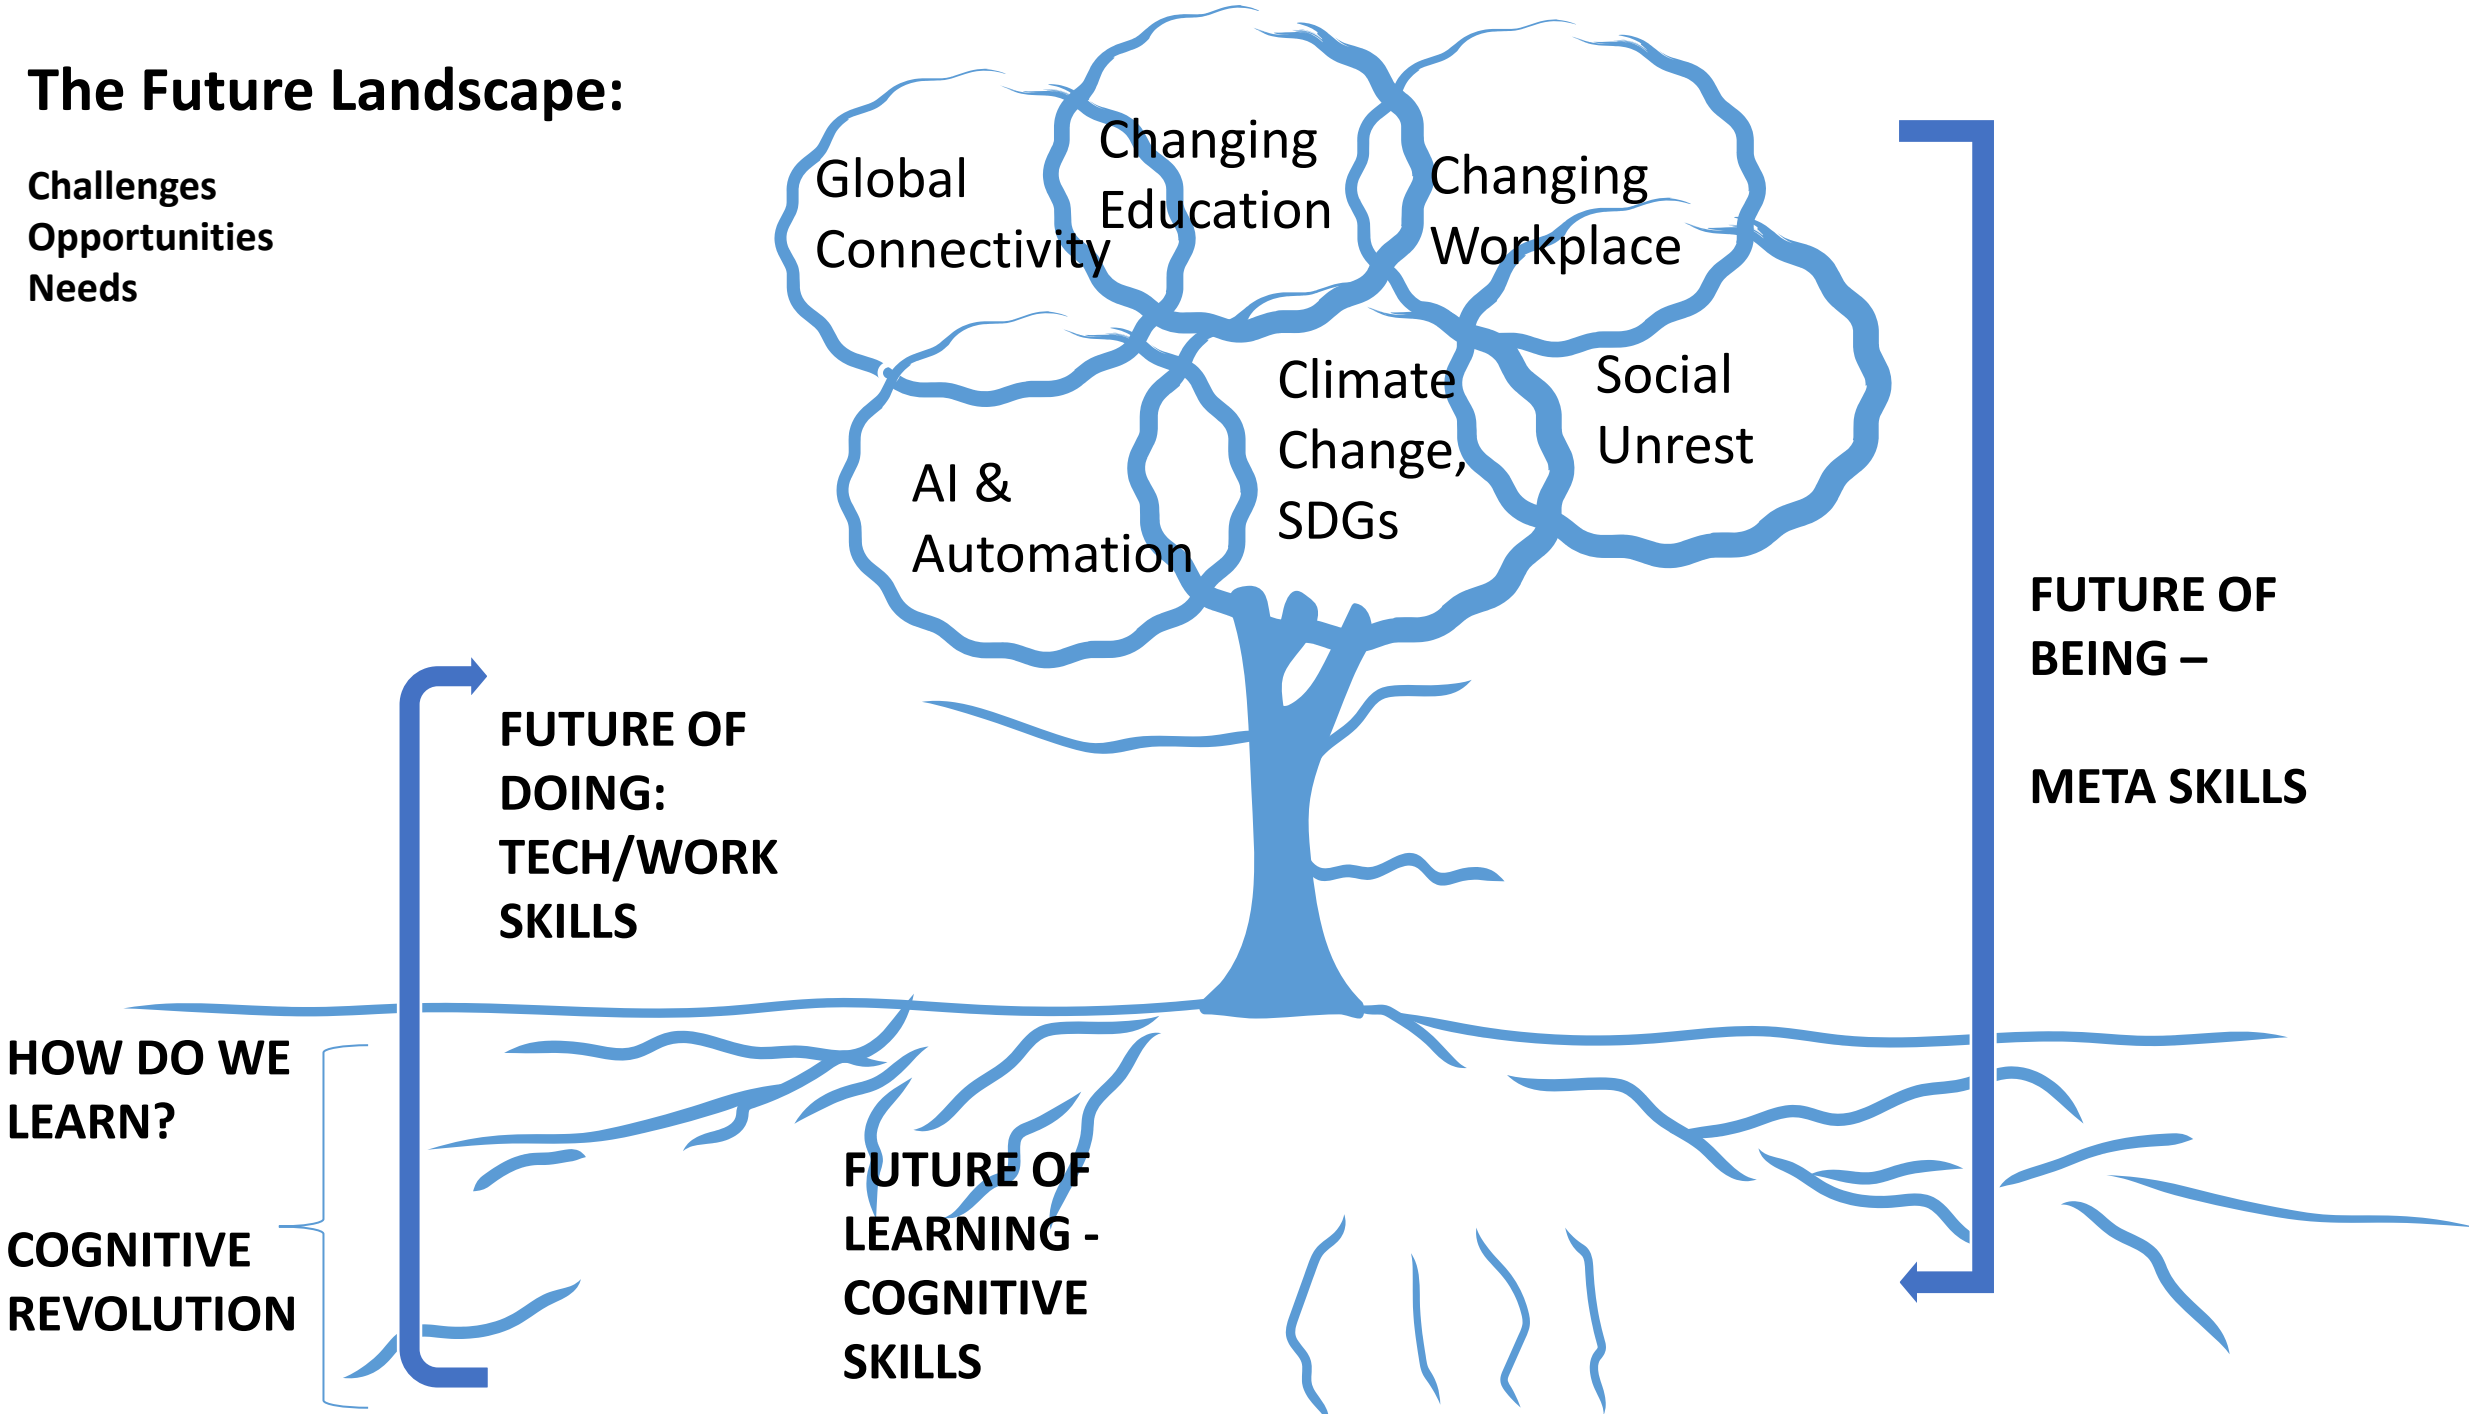 The Future Landscape:
Challenges
Opportunities
Needs
Global
Connectivity
Changing
Education
Changing
Workplace
AI &
Automation
Climate
Change,
SDGs
Social
Unrest
FUTURE OF
DOING:
TECH/WORK
SKILLS
FUTURE OF
BEING –
META SKILLS
HOW DO WE
LEARN?
COGNITIVE
REVOLUTION
FUTURE OF
LEARNING -
COGNITIVE
SKILLS